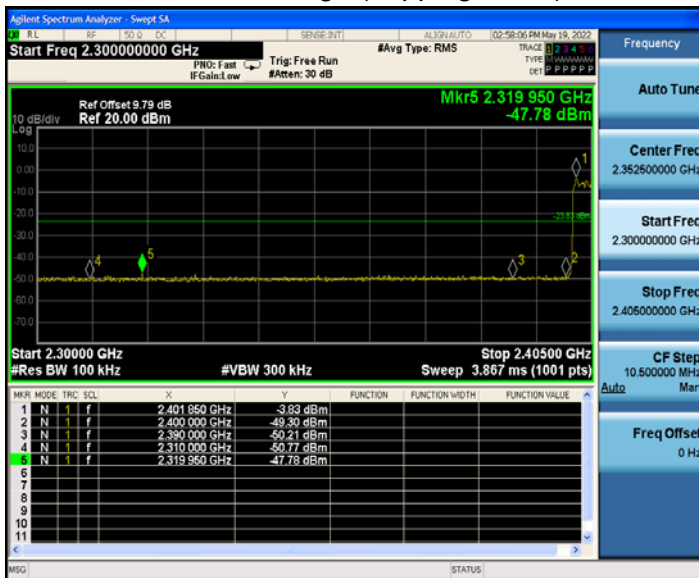 Agilent Spectrum Analyzer - Swept SA
RL RF 50 Ω DC SENSE:INT ALIGN AUTO 02:58:06 PM May 19, 2022
Start Freq 2.300000000 GHz #Avg Type: RMS TRACE 1 2 3 4 5 6
PNO: Fast Trig: Free Run TYPE M WWWWW
IFGain:Low #Atten: 30 dB DET P P P P P P
Mkr5 2.319 950 GHz
Ref Offset 9.79 dB
10 dB/div Ref 20.00 dBm -47.78 dBm
Log
10.0
0.00
-10.0
-20.0
-30.0
-40.0
-50.0
-60.0
-70.0
1
-23.83 dBm
4 5 3 2
Start 2.30000 GHz Stop 2.40500 GHz
#Res BW 100 kHz #VBW 300 kHz Sweep 3.867 ms (1001 pts)
MKR MODE TRC SCL X Y FUNCTION FUNCTION WIDTH FUNCTION VALUE
1 N 1 f 2.401 850 GHz -3.83 dBm
2 N 1 f 2.400 000 GHz -49.30 dBm
3 N 1 f 2.390 000 GHz -50.21 dBm
4 N 1 f 2.310 000 GHz -50.77 dBm
5 N 1 f 2.319 950 GHz -47.78 dBm
6
7
8
9
10
11
MSG STATUS
Frequency
Auto Tune
Center Freq
2.352500000 GHz
Start Freq
2.300000000 GHz
Stop Freq
2.405000000 GHz
CF Step
10.500000 MHz
Auto Man
Freq Offset
0 Hz